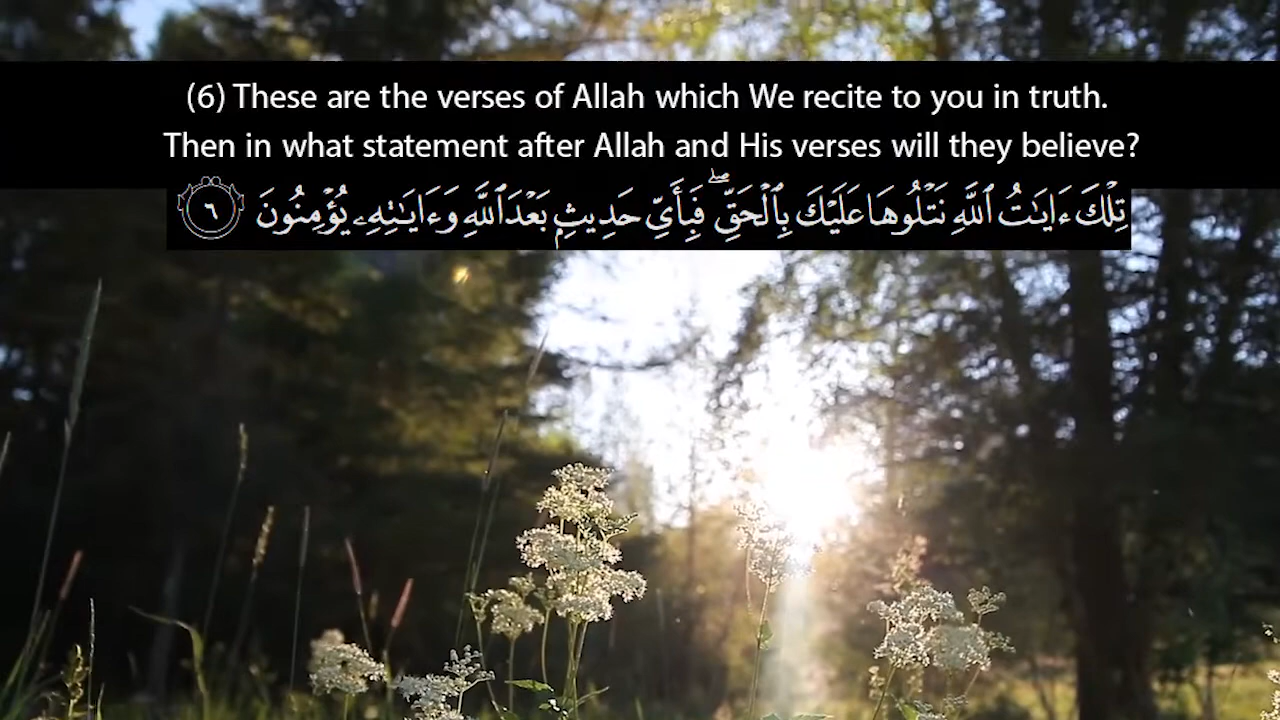 (6) These are the verses of Allah which We recite to you in truth.
Then in what statement after Allah and His verses will they believe?
تِلْكَ ءَايَـٰتُ ٱللَّهِ نَتْلُوهَا عَلَيْكَ بِٱلْحَقِّ ۖ فَبِأَىِّ حَدِيثٍۭ بَعْدَ ٱللَّهِ وَءَايَـٰتِهِۦ يُؤْمِنُونَ ٦